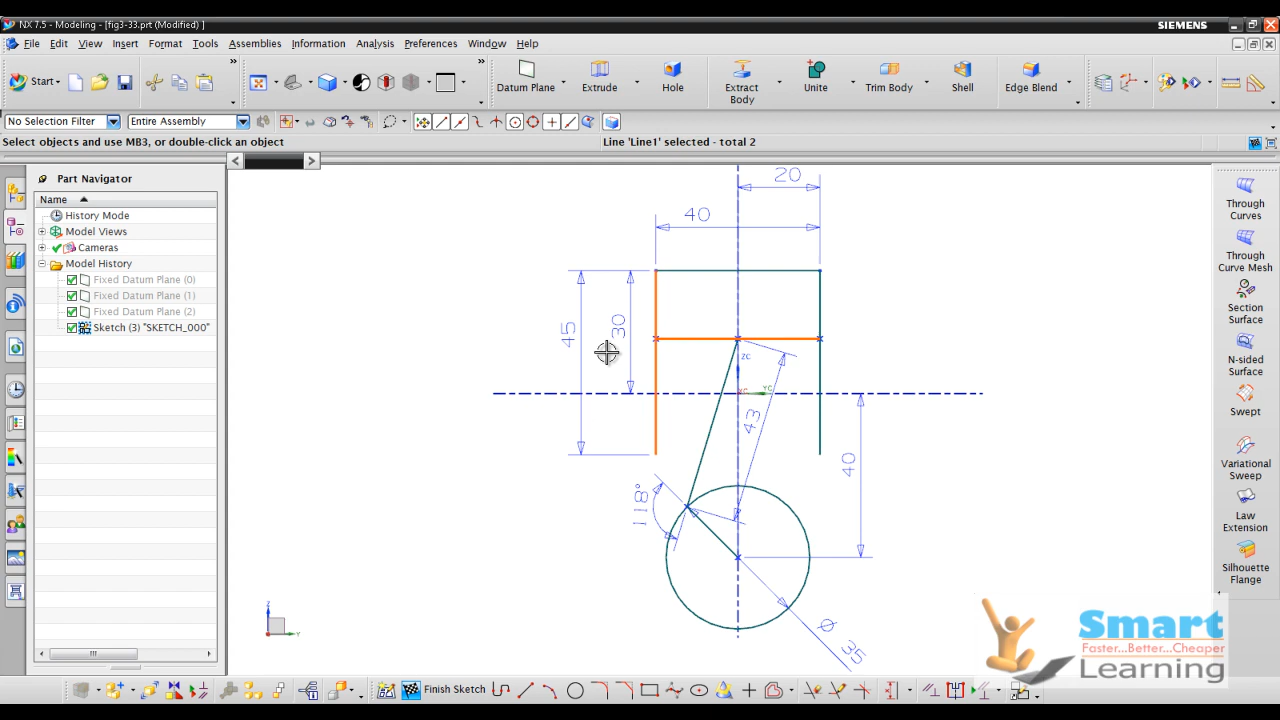 NX 7.5 - Modeling - [fig3-33.prt (Modified) ]
SIEMENS
File Edit View Insert Format Tools Assemblies Information Analysis Preferences Window Help
Start
Datum Plane Extrude Hole Extract Body Unite Trim Body Shell Edge Blend
No Selection Filter Entire Assembly
Select objects and use MB3, or double-click an object
Line 'Line1' selected - total 2
Part Navigator
Name
History Mode
Model Views
Cameras
Model History
Fixed Datum Plane (0)
Fixed Datum Plane (1)
Fixed Datum Plane (2)
Sketch (3) "SKETCH_000"
20
40
45
30
ZC
XC YC
43
40
118°
Ø 35
Z
Y
Through Curves
Through Curve Mesh
Section Surface
N-sided Surface
Swept
Variational Sweep
Law Extension
Silhouette Flange
Smart
Faster...Better...Cheaper
Learning
Finish Sketch